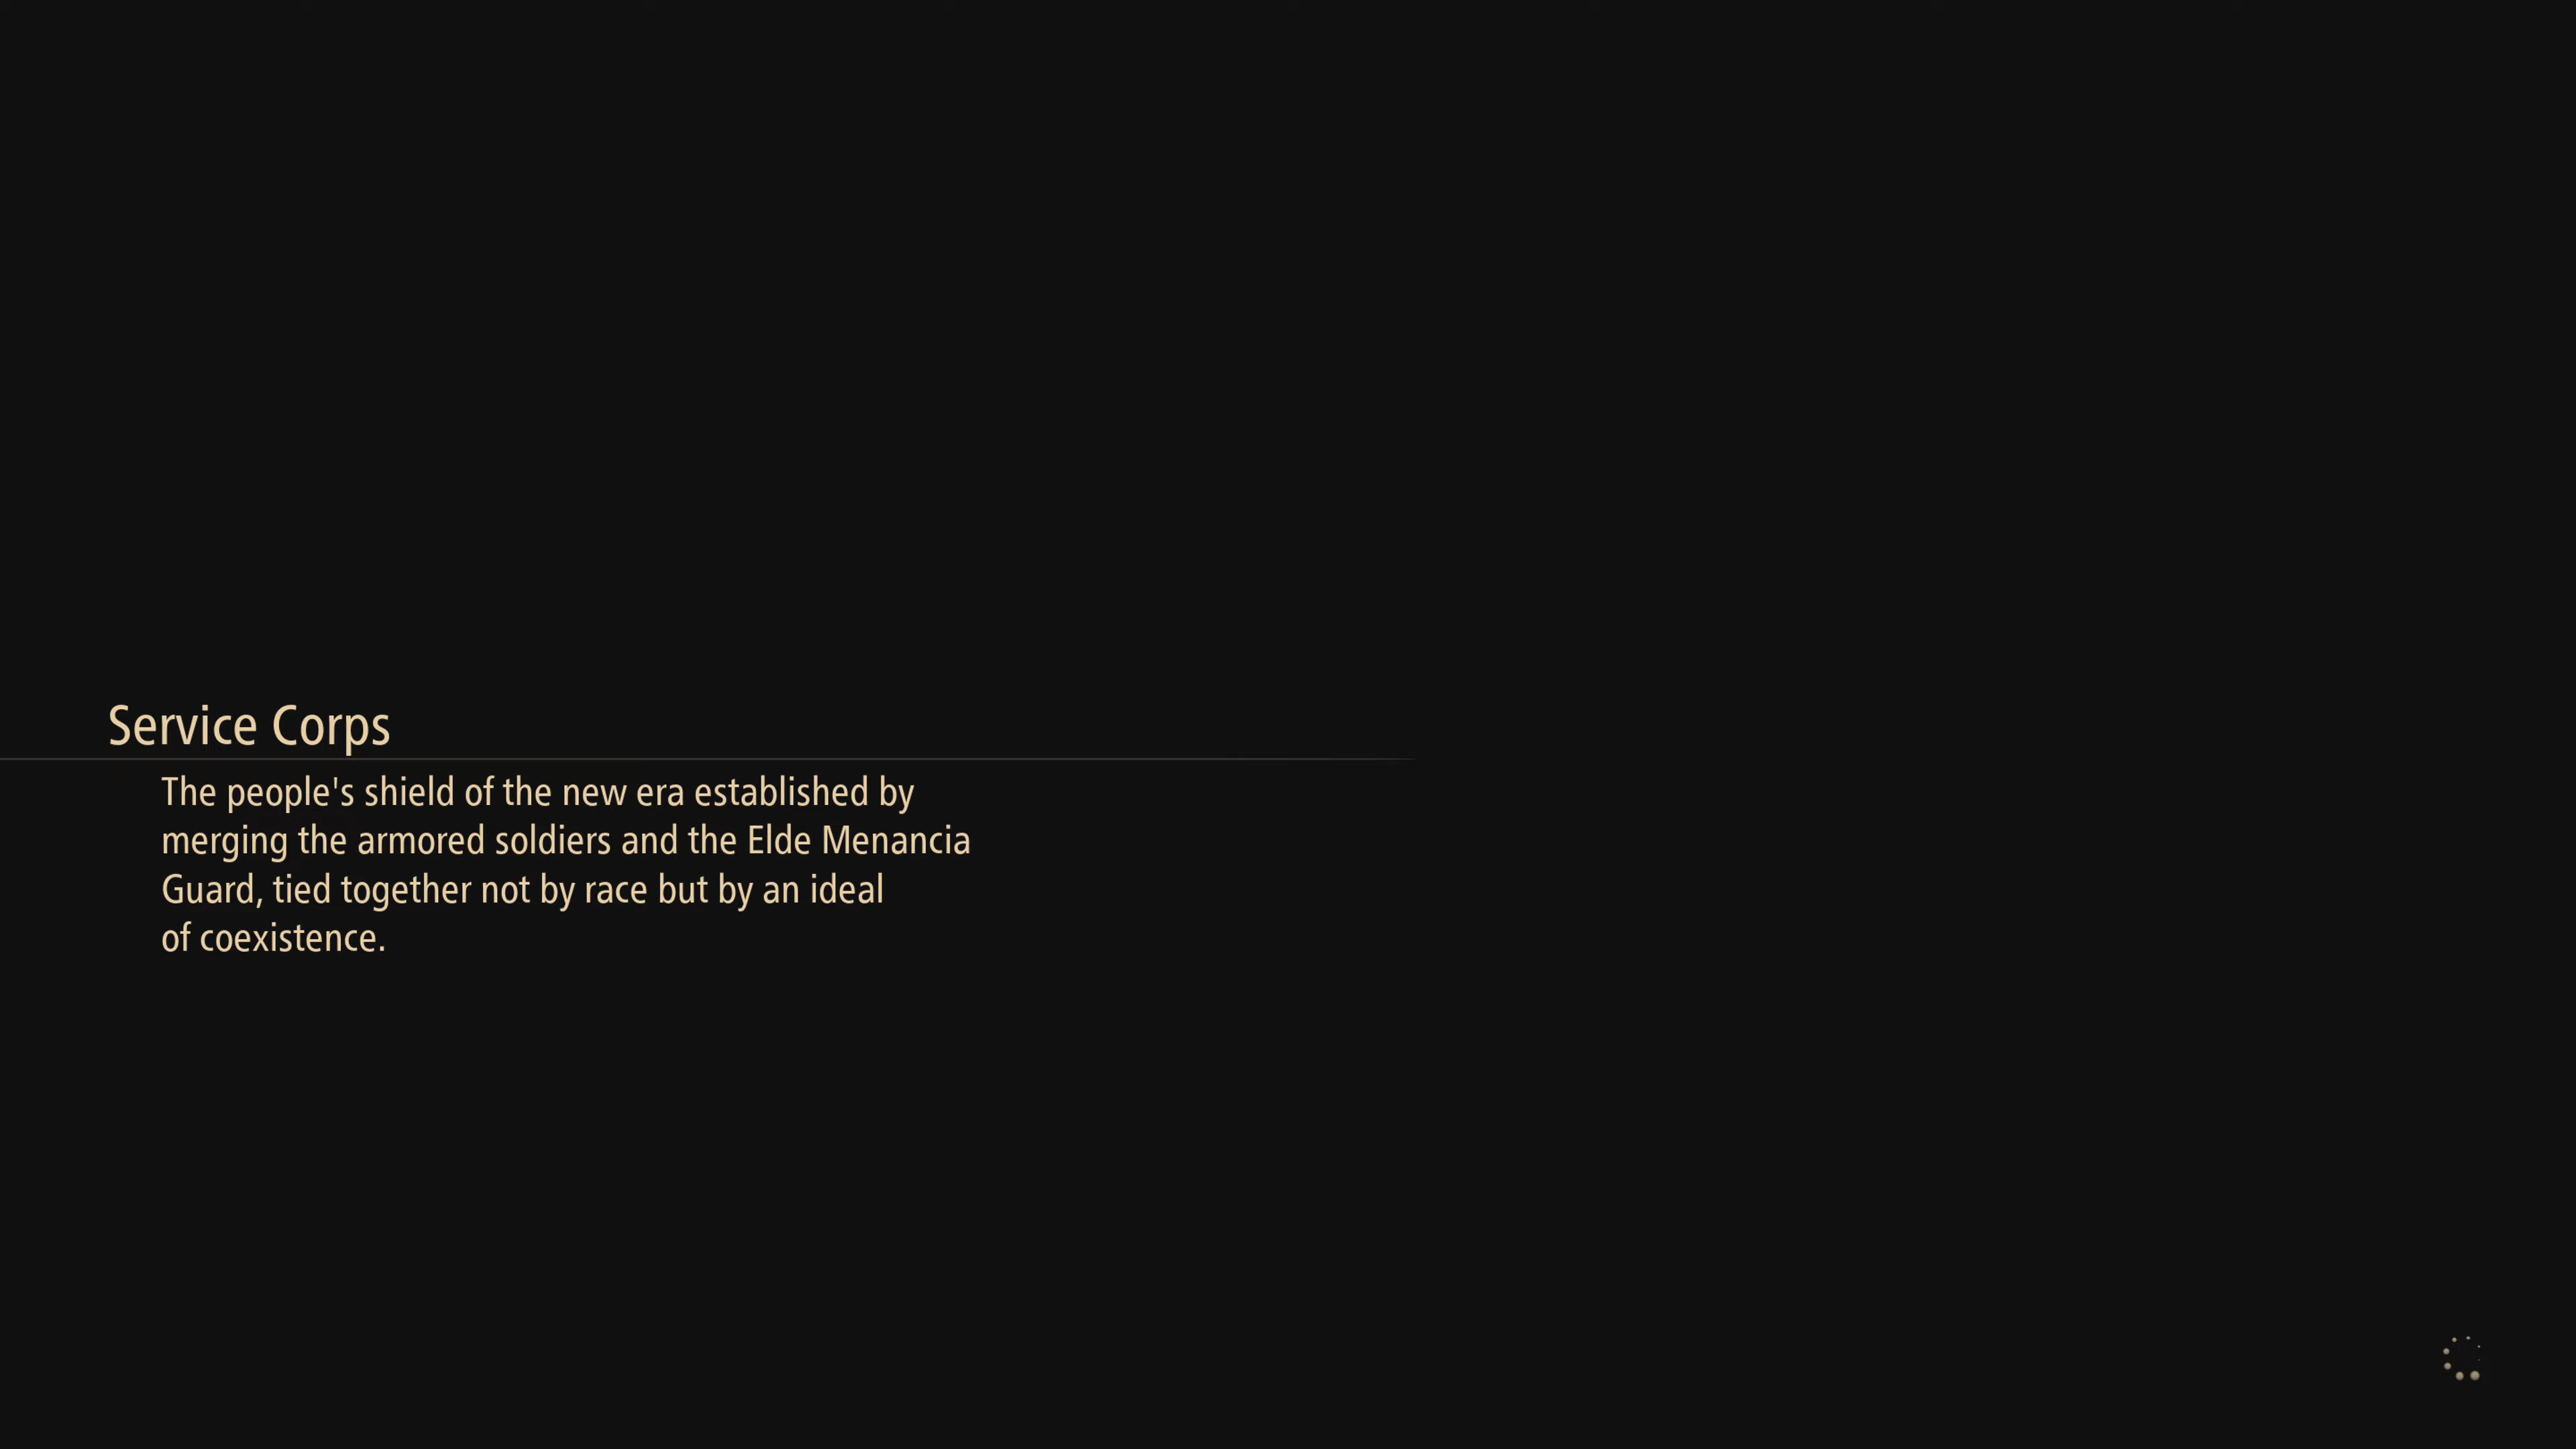 Service Corps
The people's shield of the new era established by
merging the armored soldiers and the Elde Menancia
Guard, tied together not by race but by an ideal
of coexistence.